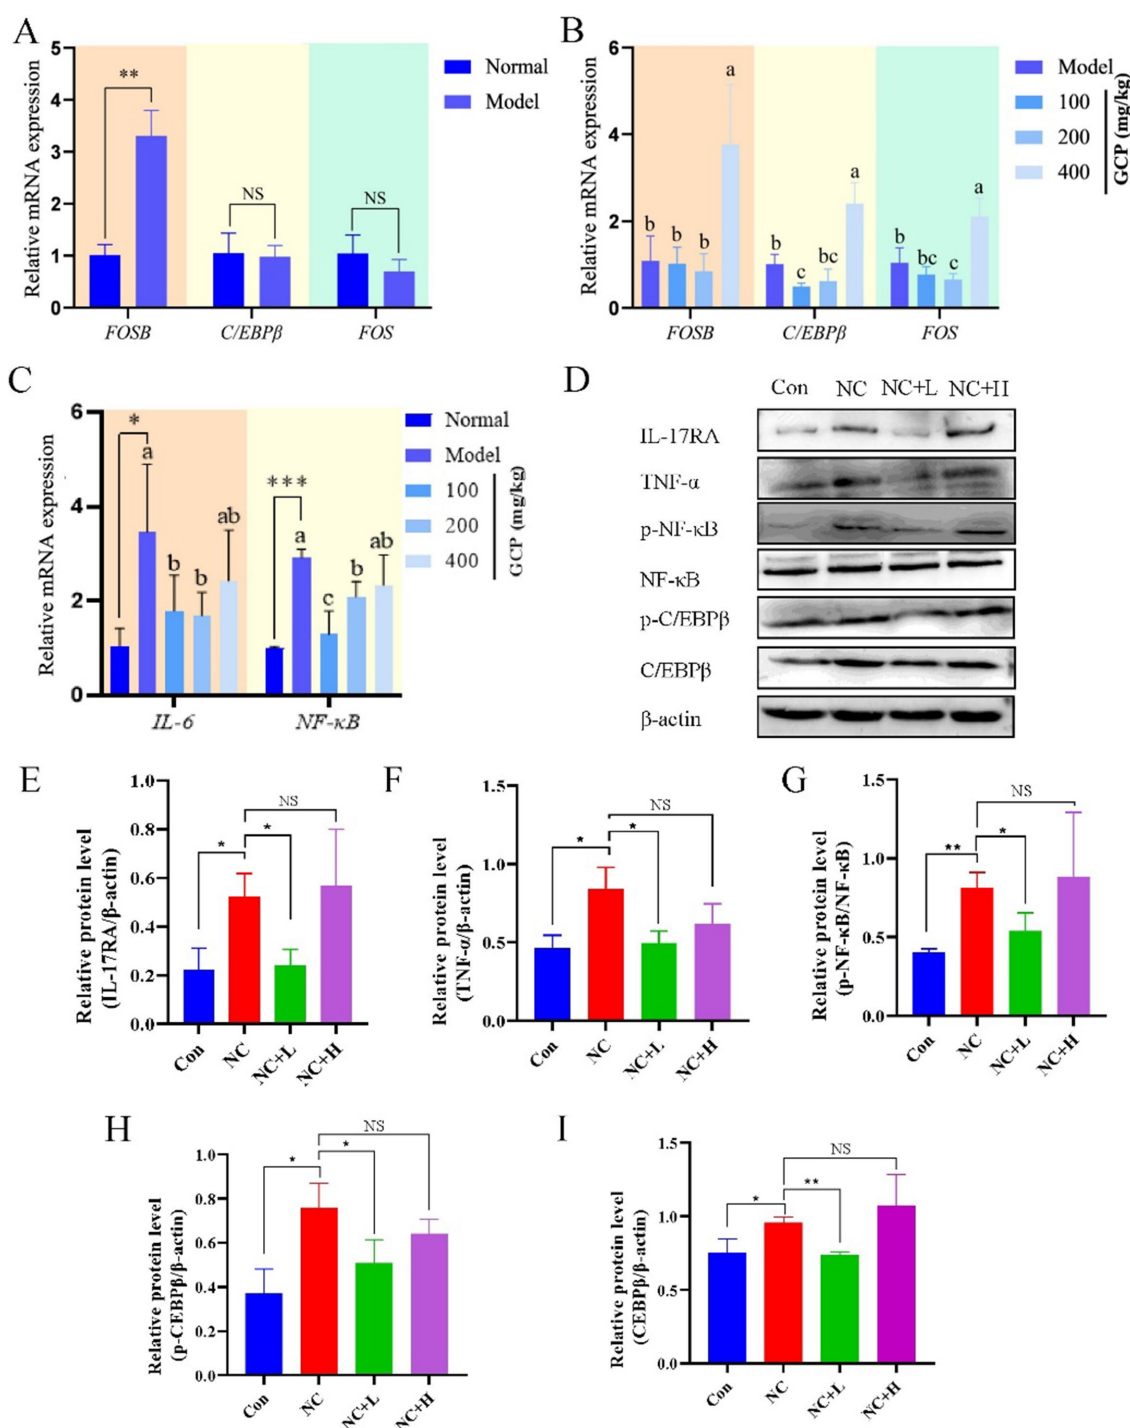 A
Relative mRNA expression
5
4
3
2
1
0
**
NS
NS
FOSB
C/EBPβ
FOS
Normal
Model
B
Relative mRNA expression
6
4
2
0
b
b
b
a
b
c
bc
a
b
bc
c
a
FOSB
C/EBPβ
FOS
Model
100
200
400
GCP (mg/kg)
C
Relative mRNA expression
6
4
2
0
*
a
b
b
ab
***
a
c
b
ab
IL-6
NF-κB
Normal
Model
100
200
400
GCP (mg/kg)
D
Con NC NC+L NC+H
IL-17RA
TNF-α
p-NF-κB
NF-κB
p-C/EBPβ
C/EBPβ
β-actin
E
Relative protein level
(IL-17RA/β-actin)
1.0
0.8
0.6
0.4
0.2
0.0
*
*
NS
Con
NC
NC+L
NC+H
F
Relative protein level
(TNF-α/β-actin)
1.5
1.0
0.5
0.0
*
*
NS
Con
NC
NC+L
NC+H
G
Relative protein level
(p-NF-κB/NF-κB)
1.5
1.0
0.5
0.0
**
*
NS
Con
NC
NC+L
NC+H
H
Relative protein level
(p-CEBPβ/β-actin)
1.0
0.8
0.6
0.4
0.2
0.0
*
*
NS
Con
NC
NC+L
NC+H
I
Relative protein level
(CEBPβ/β-actin)
1.5
1.0
0.5
0.0
*
**
NS
Con
NC
NC+L
NC+H